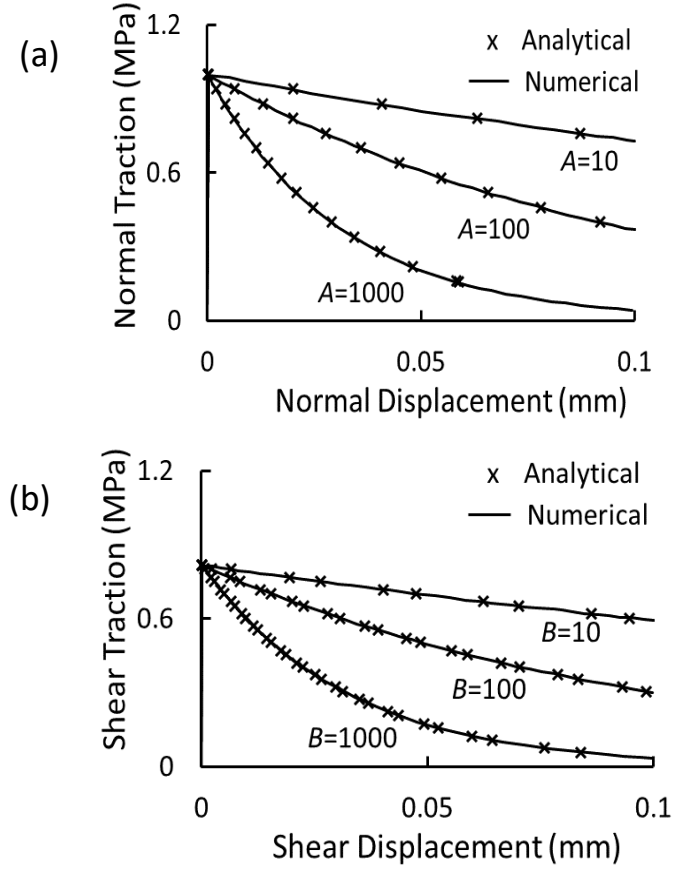 (a)
Normal Traction (MPa)
1.2
0.6
0
x Analytical
Numerical
A=10
A=100
A=1000
0
0.05
0.1
Normal Displacement (mm)
(b)
Shear Traction (MPa)
1.2
0.6
0
x Analytical
Numerical
B=10
B=100
B=1000
0
0.05
0.1
Shear Displacement (mm)